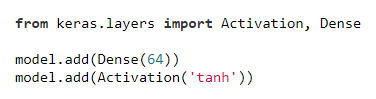 from keras.layers import Activation, Dense
model.add(Dense(64))
model.add(Activation('tanh'))